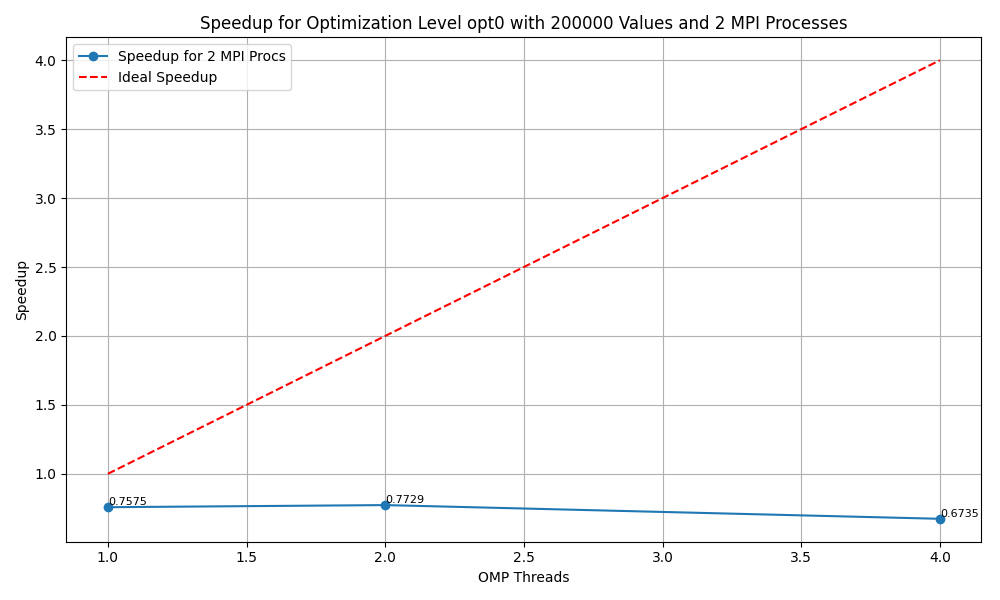 Speedup for Optimization Level opt0 with 200000 Values and 2 MPI Processes
Speedup for 2 MPI Procs
Ideal Speedup
4.0
3.5
3.0
2.5
2.0
1.5
1.0
Speedup
0.7575
0.7729
0.6735
1.0 1.5 2.0 2.5 3.0 3.5 4.0
OMP Threads